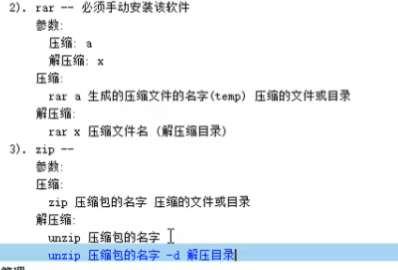 2). rar -- 必须手动安装该软件
参数:
压缩: a
解压缩: x
压缩:
rar a 生成的压缩文件的名字(temp) 压缩的文件或目录
解压缩:
rar x 压缩文件名 (解压缩目录)
3). zip --
参数:
压缩:
zip 压缩包的名字 压缩的文件或目录
解压缩:
unzip 压缩包的名字
unzip 压缩包的名字 -d 解压目录